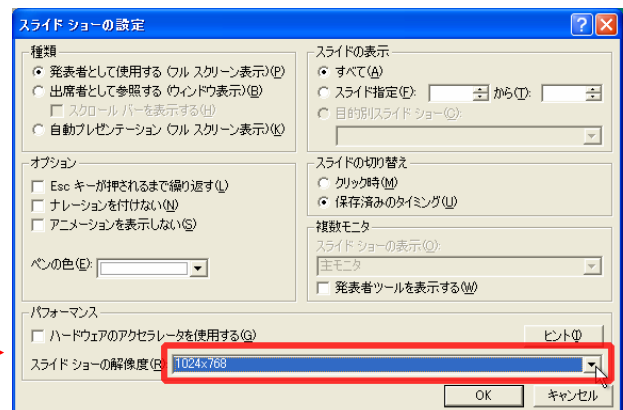 スライド ショーの設定
種類
発表者として使用する (フル スクリーン表示)(P)
出席者として参照する (ウィンドウ表示)(B)
スクロール バーを表示する(H)
自動プレゼンテーション (フル スクリーン表示)(K)
スライドの表示
すべて(A)
スライド指定(F): から(T):
目的別スライド ショー(C):
オプション
Esc キーが押されるまで繰り返す(L)
ナレーションを付けない(N)
アニメーションを表示しない(S)
ペンの色(E):
スライドの切り替え
クリック時(M)
保存済みのタイミング(U)
複数モニタ
スライド ショーの表示(O):
主モニタ
発表者ツールを表示する(W)
パフォーマンス
ハードウェアのアクセラレータを使用する(G)
ヒント(I)
スライド ショーの解像度(R): 1024x768
OK キャンセル